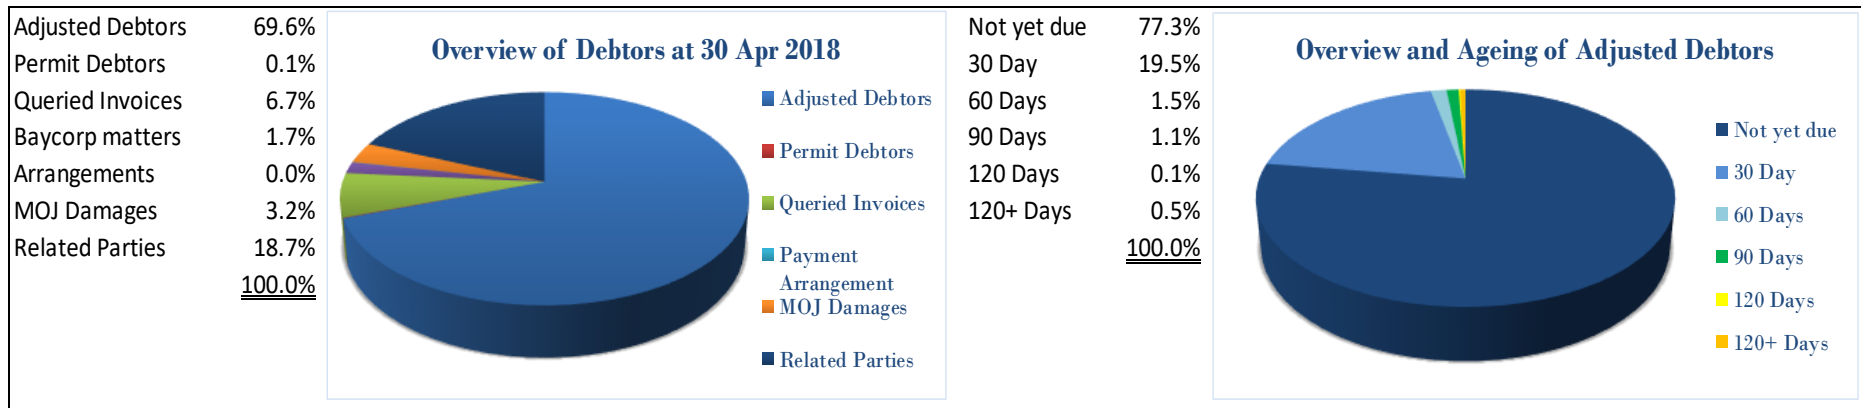 Adjusted Debtors 69.6%
Permit Debtors 0.1%
Queried Invoices 6.7%
Baycorp matters 1.7%
Arrangements 0.0%
MOJ Damages 3.2%
Related Parties 18.7%
100.0%
Overview of Debtors at 30 Apr 2018
Adjusted Debtors
Permit Debtors
Queried Invoices
Payment
Arrangement
MOJ Damages
Related Parties
Not yet due 77.3%
30 Day 19.5%
60 Days 1.5%
90 Days 1.1%
120 Days 0.1%
120+ Days 0.5%
100.0%
Overview and Ageing of Adjusted Debtors
Not yet due
30 Day
60 Days
90 Days
120 Days
120+ Days